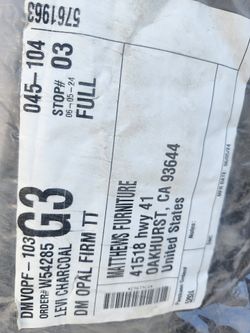 5761963
045-104
STOP# 03
06-05-24
FULL
DMVOPF-103
ORDER# W54285
G3
LEVI CHARCOAL
DM OPAL FIRM TT
MATTHEWS FURNITURE
41518 hwy 41
OAKHURST, CA 93644
United States